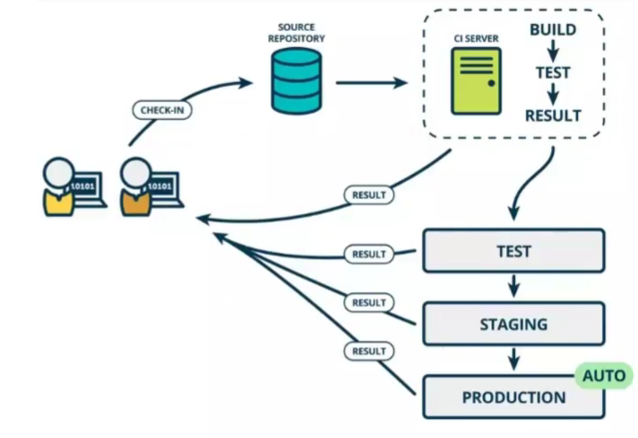 SOURCE
REPOSITORY
CI SERVER
BUILD
TEST
RESULT
CHECK-IN
10101
10101
RESULT
RESULT
TEST
RESULT
STAGING
RESULT
AUTO
PRODUCTION